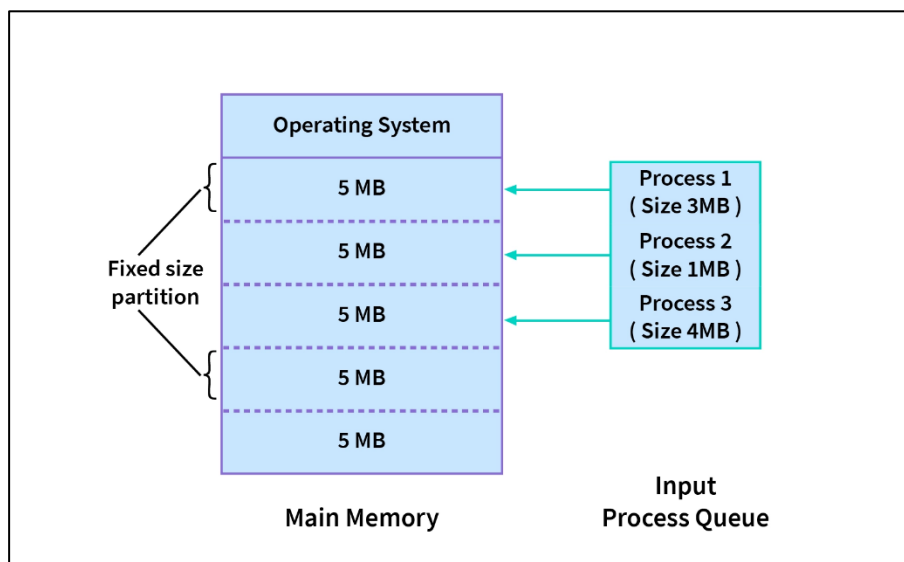 Operating System
5 MB
5 MB
5 MB
5 MB
5 MB
Fixed size
partition
Process 1
( Size 3MB )
Process 2
( Size 1MB )
Process 3
( Size 4MB )
Main Memory
Input
Process Queue